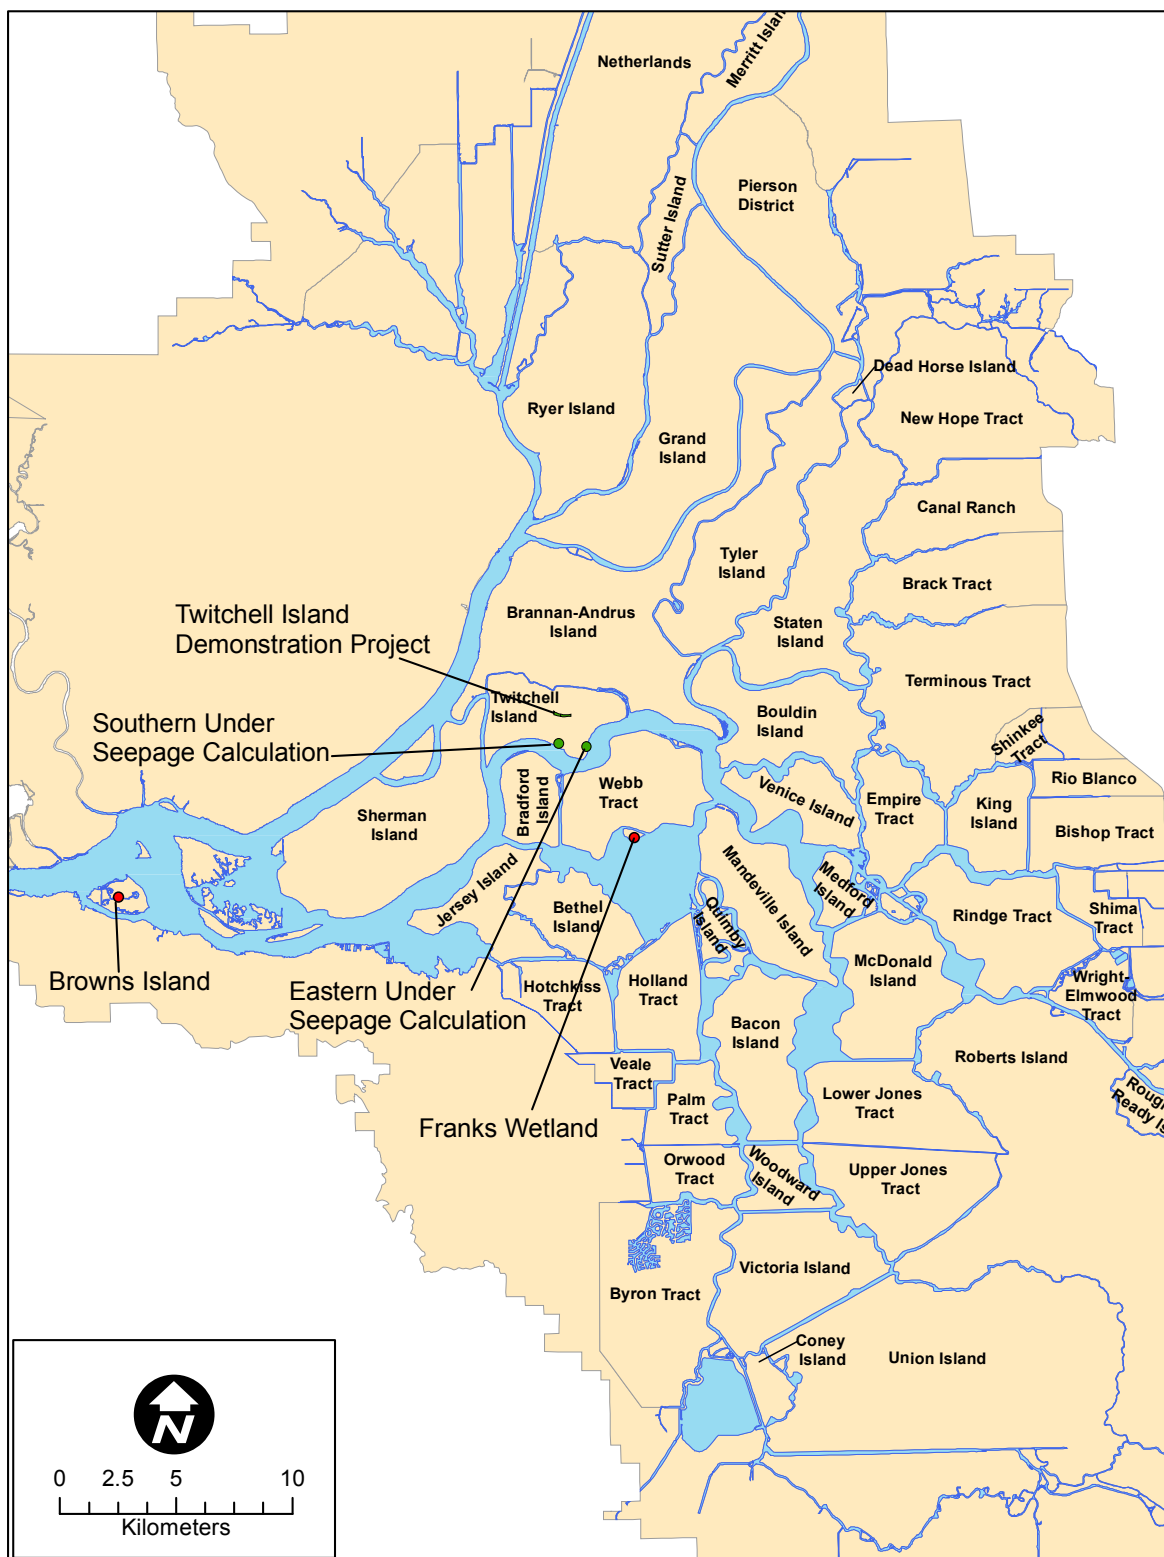 Netherlands
Merritt Islan
Pierson
District
Sutter Island
Dead Horse Island
Ryer Island
New Hope Tract
Grand
Island
Canal Ranch
Tyler
Island
Brack Tract
Twitchell Island
Demonstration Project
Brannan-Andrus
Island
Staten
Island
Terminous Tract
Twitchell
Island
Southern Under
Seepage Calculation
Bouldin
Island
Shinkee
Tract
Rio Blanco
Webb
Tract
Bradford
Island
Venice Island
Empire
Tract
King
Island
Sherman
Island
Bishop Tract
Jersey Island
Mandeville Island
Medford
Island
Bethel
Island
Quimby
Island
Rindge Tract
Shima
Tract
Browns Island
Eastern Under
Seepage Calculation
Hotchkiss
Tract
Holland
Tract
McDonald
Island
Wright-
Elmwood
Tract
Bacon
Island
Roberts Island
Veale
Tract
Palm
Tract
Lower Jones
Tract
Rough
Ready Is
Franks Wetland
Orwood
Tract
Woodward
Island
Upper Jones
Tract
Victoria Island
Byron Tract
Coney
Island
Union Island
N
0 2.5 5 10
Kilometers